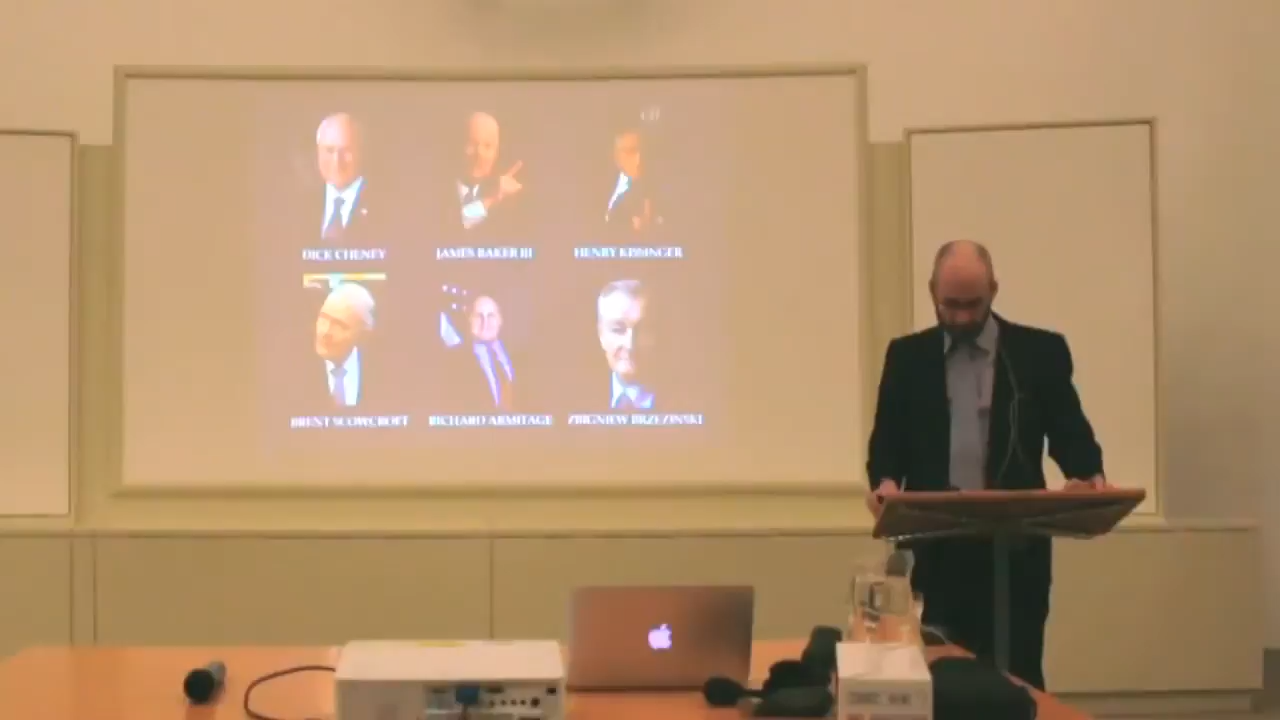 DICK CHENEY
JAMES BAKER III
HENRY KISSINGER
BRENT SCOWCROFT
RICHARD ARMITAGE
ZBIGNIEW BRZEZINSKI